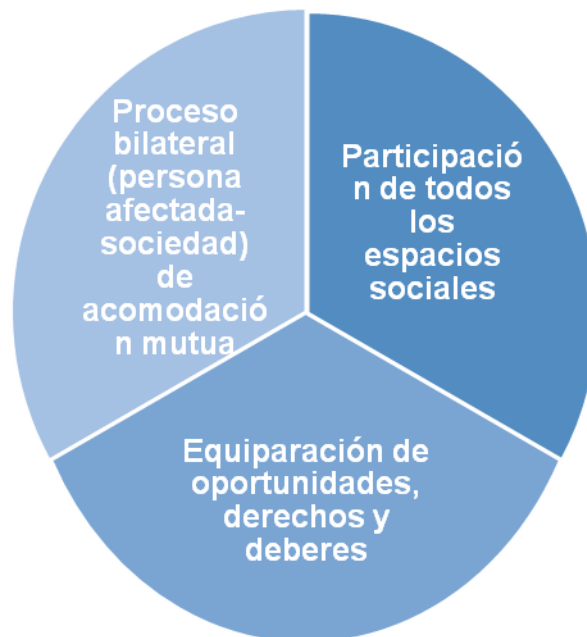 Proceso
bilateral
(persona
afectada-
sociedad)
de
acomodació
n mutua
Participació
n de todos
los
espacios
sociales
Equiparación de
oportunidades,
derechos y
deberes